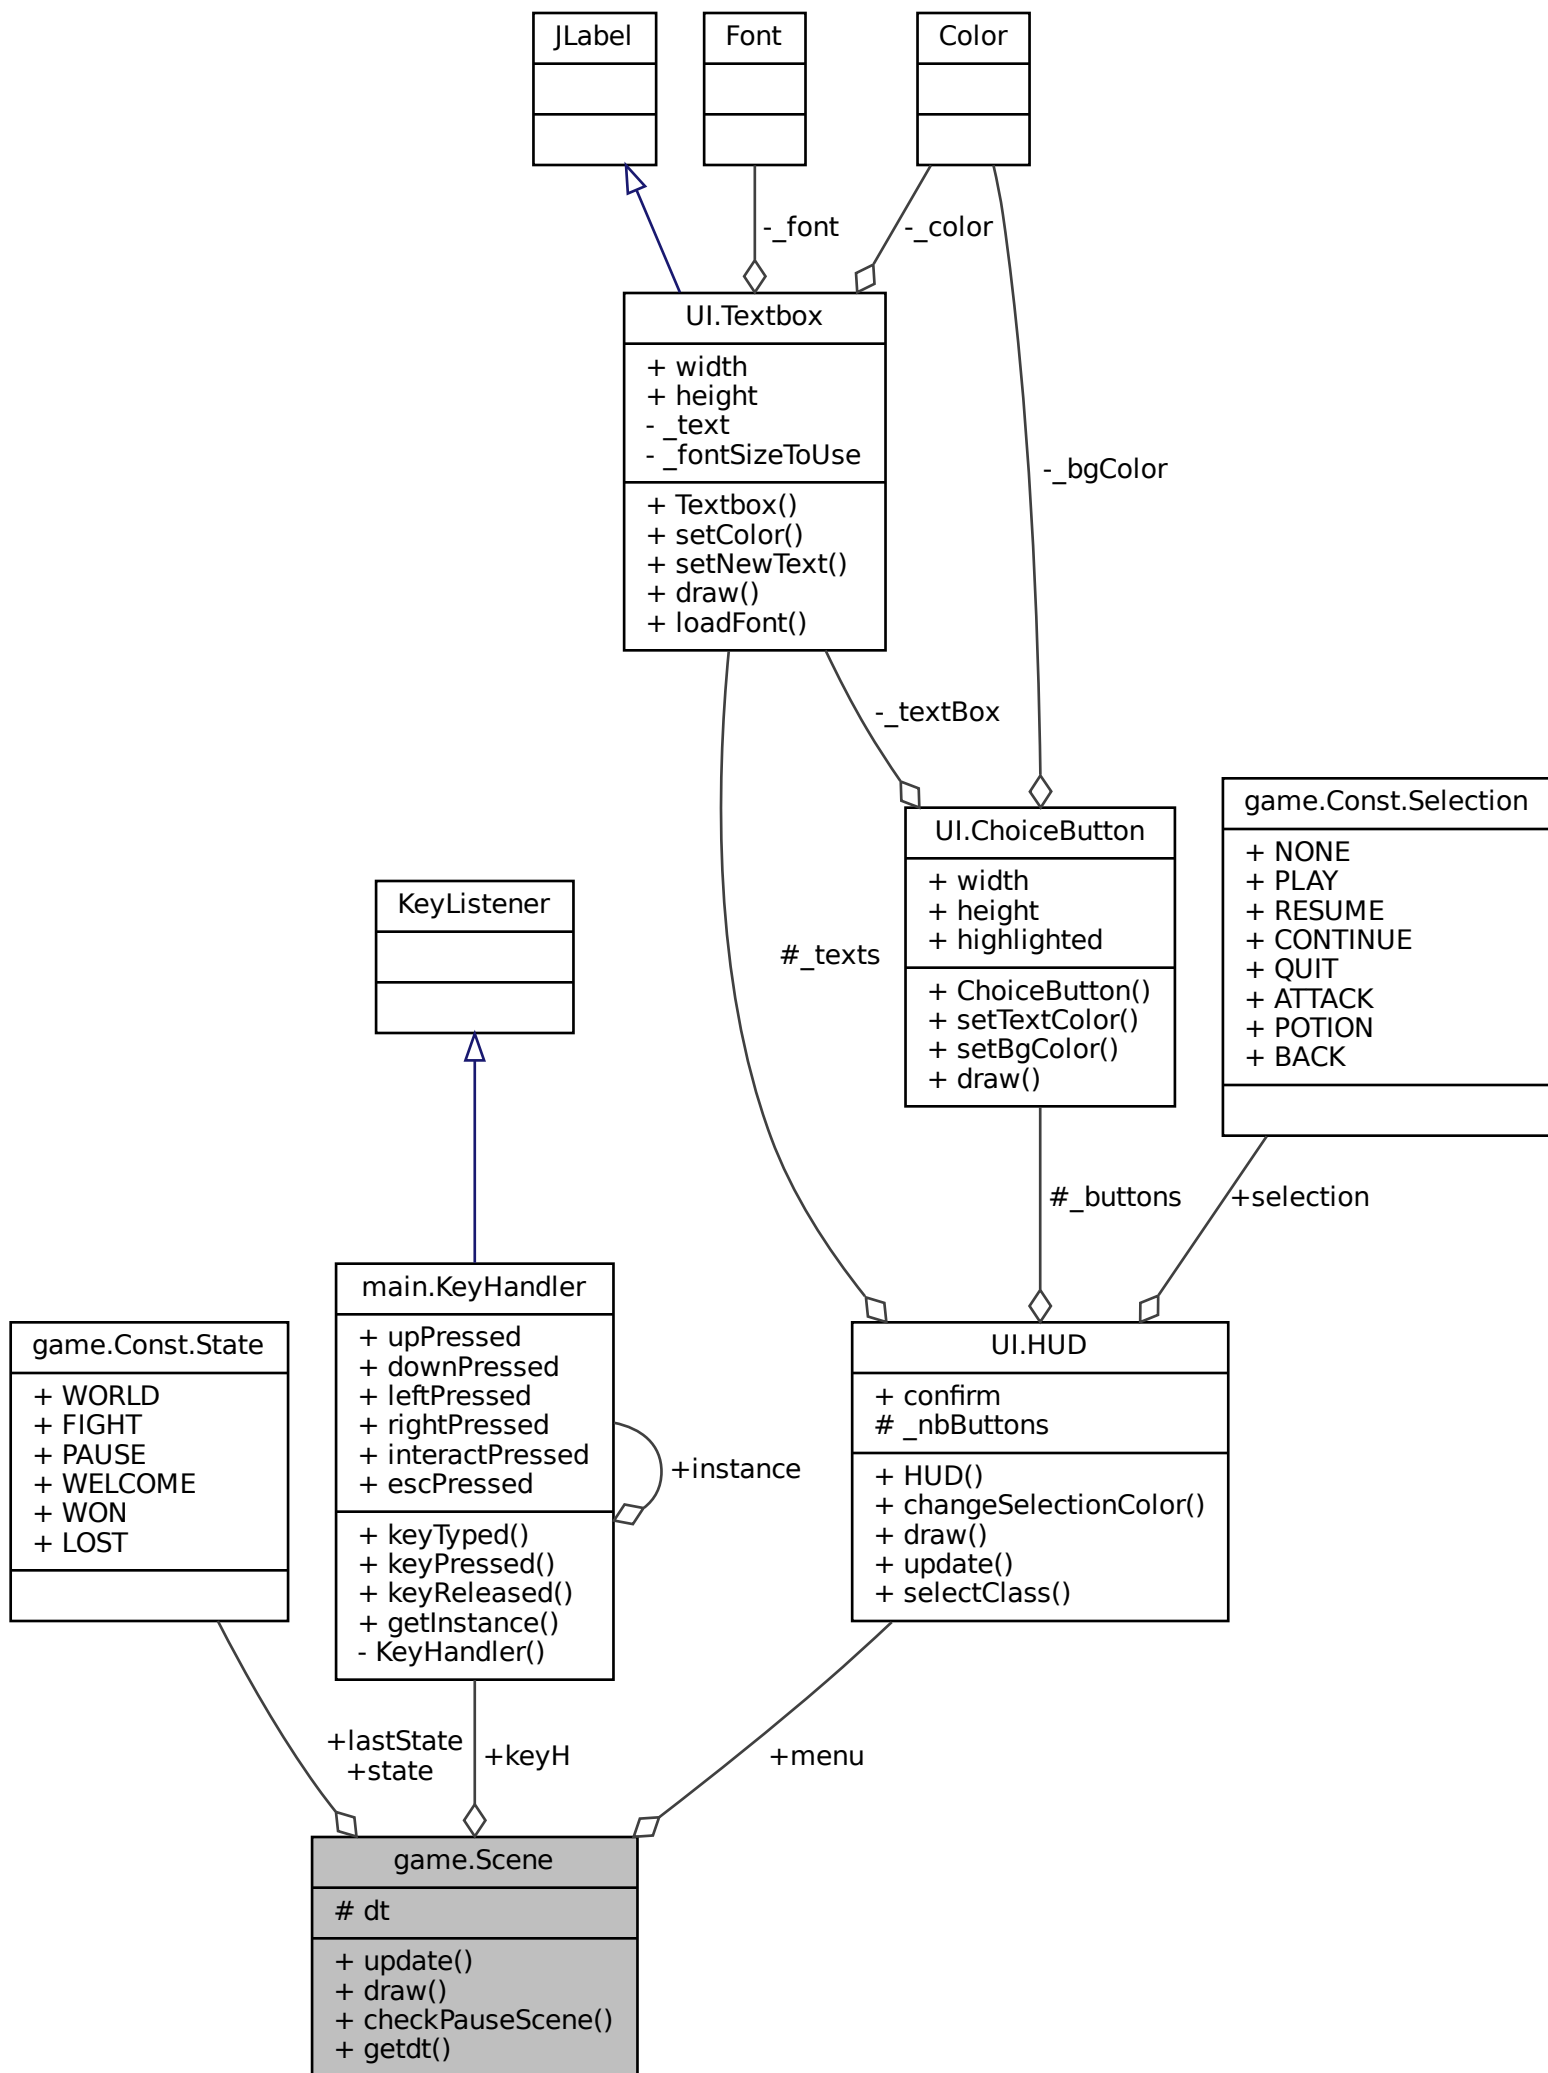 JLabel
Font
Color
-_font
-_color
UI.Textbox
+ width
+ height
- _text
- _fontSizeToUse
+ Textbox()
+ setColor()
+ setNewText()
+ draw()
+ loadFont()
-_bgColor
-_textBox
UI.ChoiceButton
+ width
+ height
+ highlighted
+ ChoiceButton()
+ setTextColor()
+ setBgColor()
+ draw()
game.Const.Selection
+ NONE
+ PLAY
+ RESUME
+ CONTINUE
+ QUIT
+ ATTACK
+ POTION
+ BACK
KeyListener
#_texts
#_buttons
+selection
main.KeyHandler
+ upPressed
+ downPressed
+ leftPressed
+ rightPressed
+ interactPressed
+ escPressed
+ keyTyped()
+ keyPressed()
+ keyReleased()
+ getInstance()
- KeyHandler()
+instance
game.Const.State
+ WORLD
+ FIGHT
+ PAUSE
+ WELCOME
+ WON
+ LOST
UI.HUD
+ confirm
# _nbButtons
+ HUD()
+ changeSelectionColor()
+ draw()
+ update()
+ selectClass()
+lastState
+state
+keyH
+menu
game.Scene
# dt
+ update()
+ draw()
+ checkPauseScene()
+ getdt()